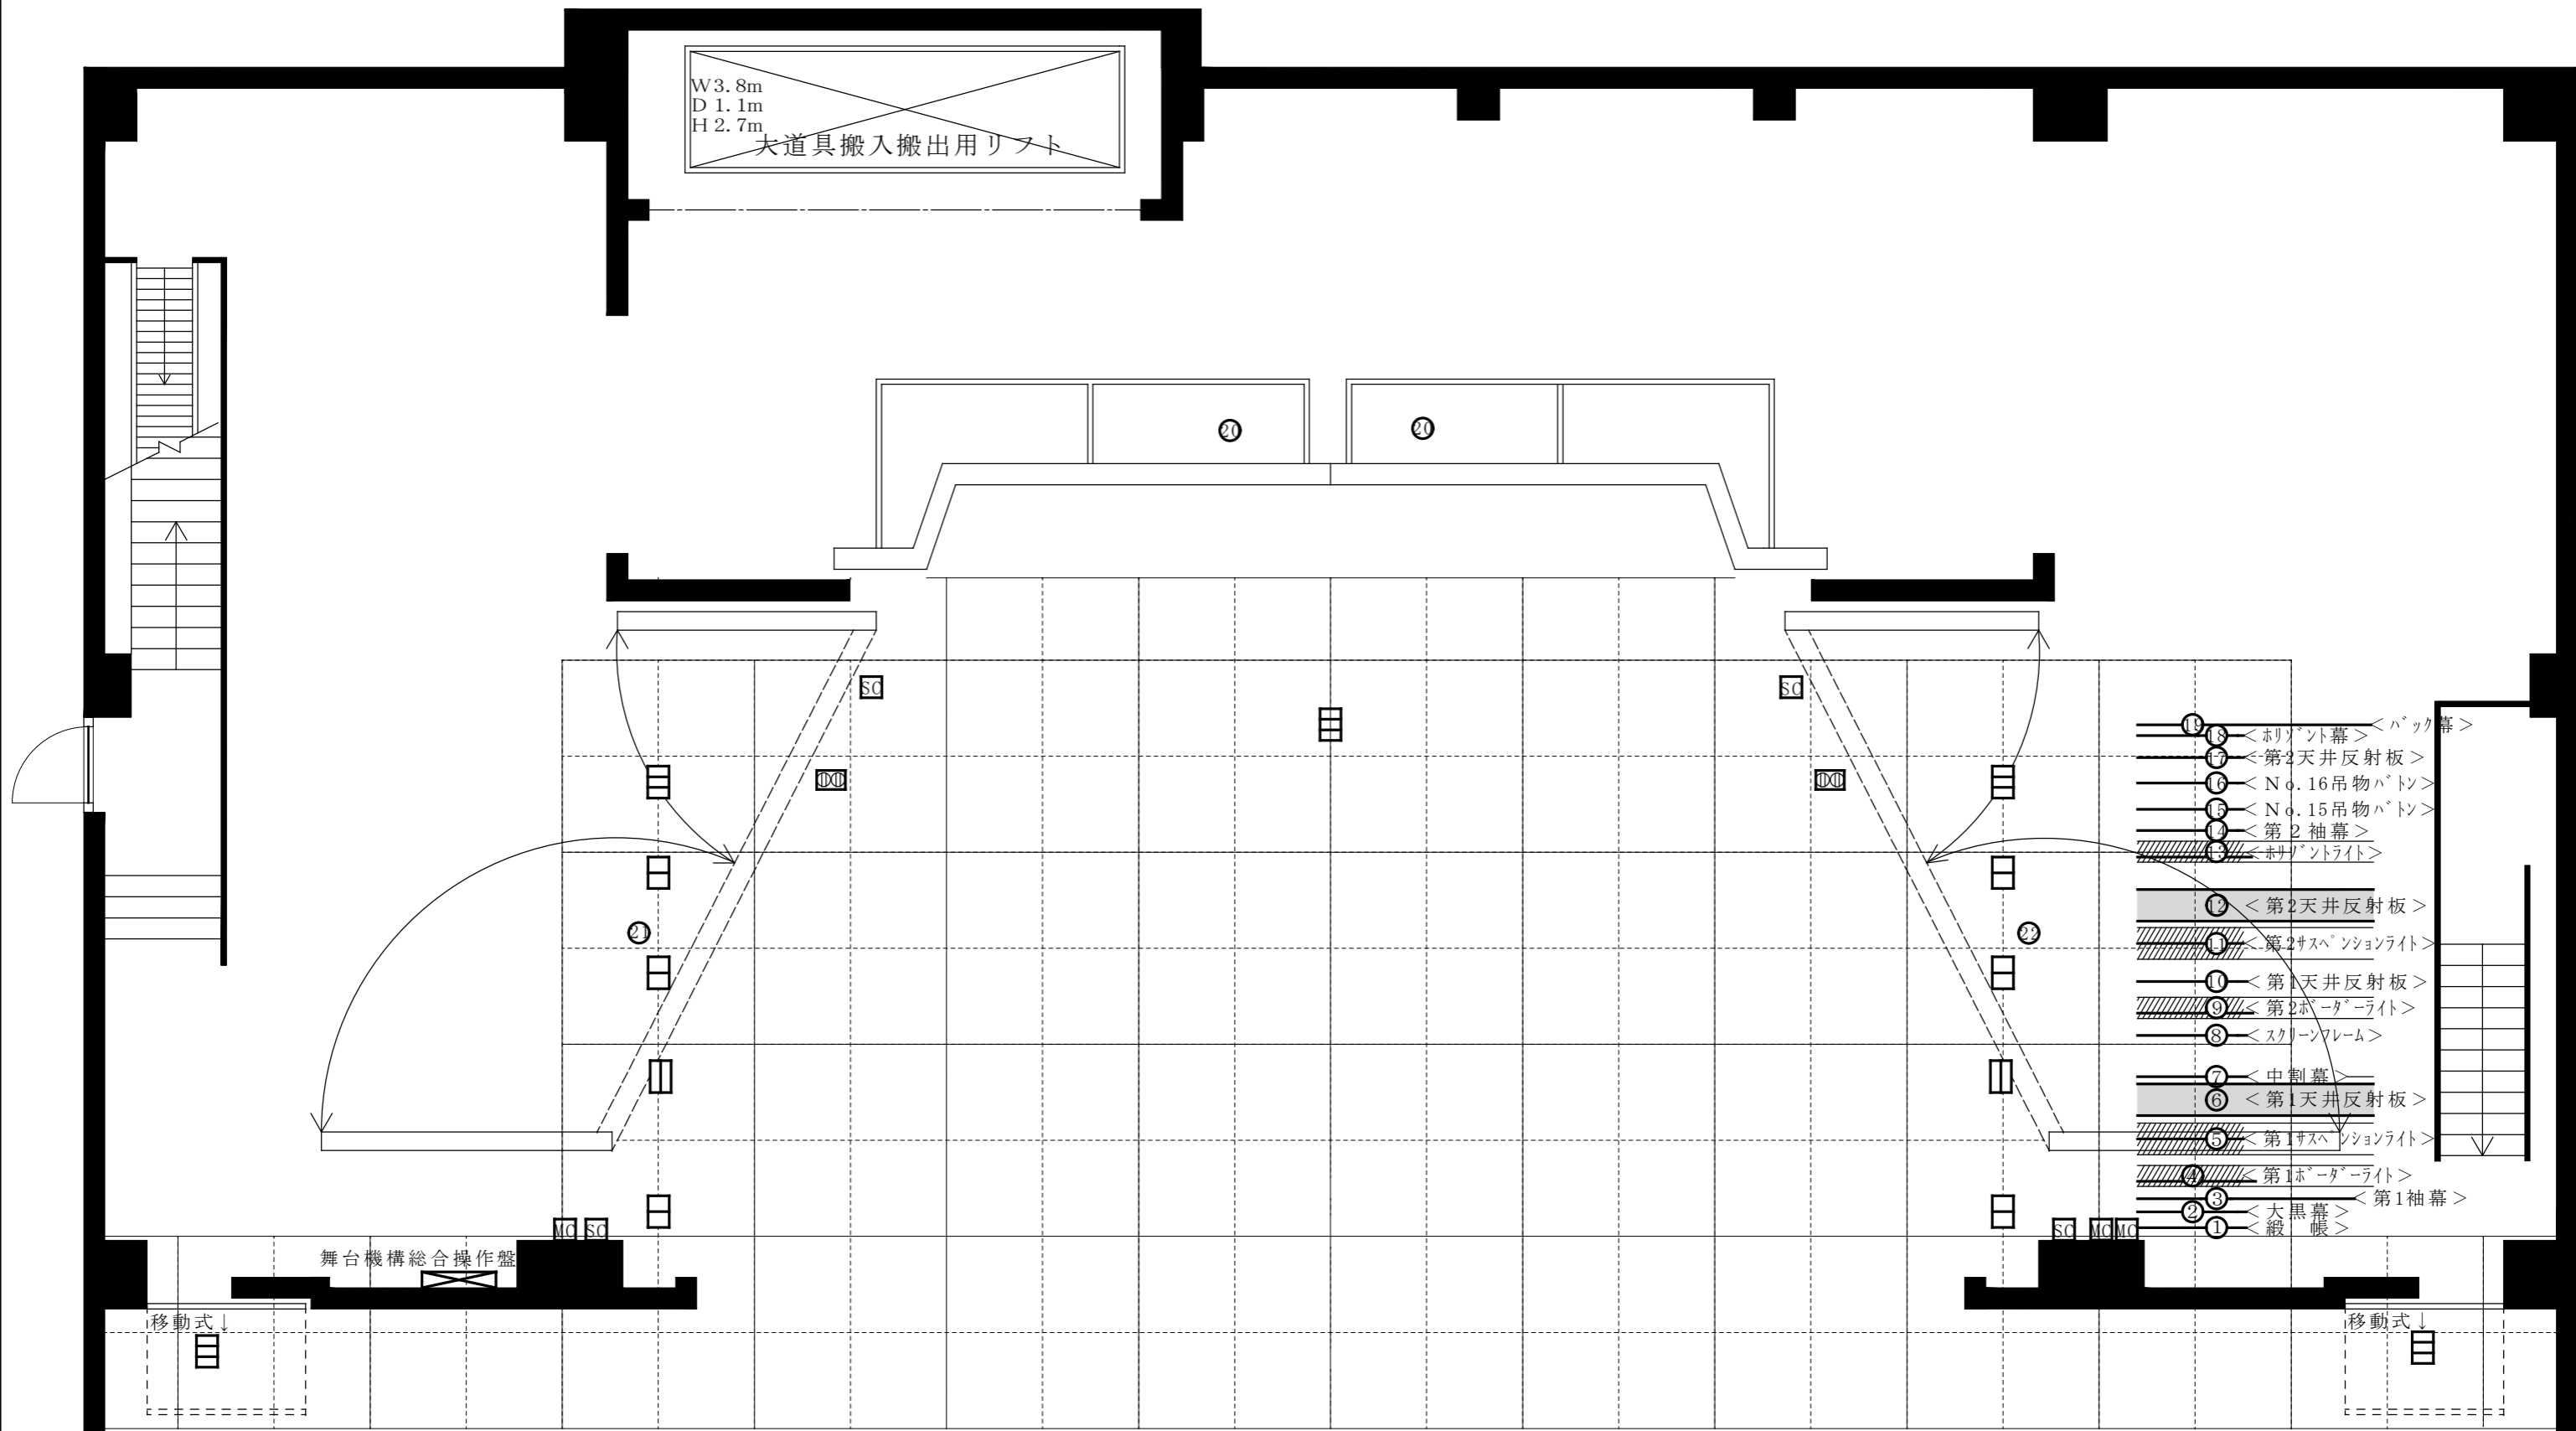 W3.8m
D 1.1m
H 2.7m
大道具搬入搬出用リフト
⑳
⑳
SC
SC
⑲ ＜ﾊﾞｯｸ幕＞
⑱ ＜ﾎﾘｿﾞﾝﾄ幕＞
⑰ ＜第2天井反射板＞
⑯ ＜No.16吊物ﾊﾞﾄﾝ＞
⑮ ＜No.15吊物ﾊﾞﾄﾝ＞
⑭ ＜第２袖幕＞
⑬ ＜ﾎﾘｿﾞﾝﾄﾗｲﾄ＞
⑫ ＜第2天井反射板＞
⑪ ＜第2ｻｽﾍﾟﾝｼｮﾝﾗｲﾄ＞
㉑
㉒
⑩ ＜第1天井反射板＞
⑨ ＜第2ﾎﾞｰﾀﾞｰﾗｲﾄ＞
⑧ ＜ｽｸﾘｰﾝﾌﾚｰﾑ＞
⑦ ＜中割幕＞
⑥ ＜第1天井反射板＞
⑤ ＜第1ｻｽﾍﾟﾝｼｮﾝﾗｲﾄ＞
④ ＜第1ﾎﾞｰﾀﾞｰﾗｲﾄ＞
③ ＜第1袖幕＞
② ＜大黒幕＞
① ＜緞　帳＞
MC SC
SC MC MC
舞台機構総合操作盤
移動式↓
移動式↓